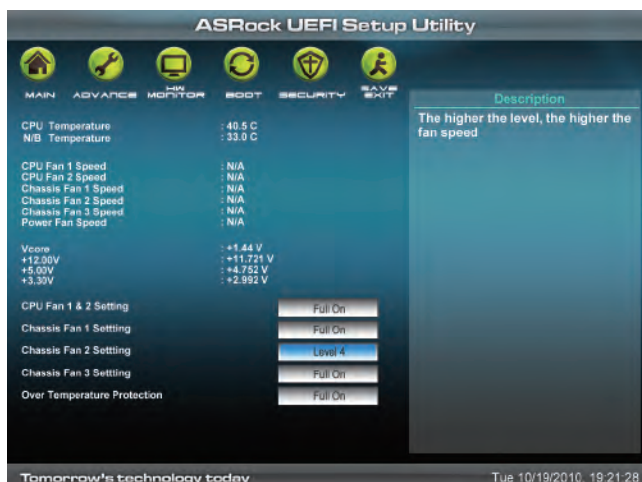 ASRock UEFI Setup Utility
MAIN ADVANCE HW MONITOR BOOT SECURITY SAVE EXIT
Description
The higher the level, the higher the
fan speed
CPU Temperature : 40.5 C
N/B Temperature : 33.0 C
CPU Fan 1 Speed : N/A
CPU Fan 2 Speed : N/A
Chassis Fan 1 Speed : N/A
Chassis Fan 2 Speed : N/A
Chassis Fan 3 Speed : N/A
Power Fan Speed : N/A
Vcore : +1.44 V
+12.00V : +11.721 V
+5.00V : +4.752 V
+3.30V : +2.992 V
CPU Fan 1 & 2 Setting Full On
Chassis Fan 1 Settting Full On
Chassis Fan 2 Settting Level 4
Chassis Fan 3 Settting Full On
Over Temperature Protection Full On
Tomorrow's technology today Tue 10/19/2010, 19:21:28